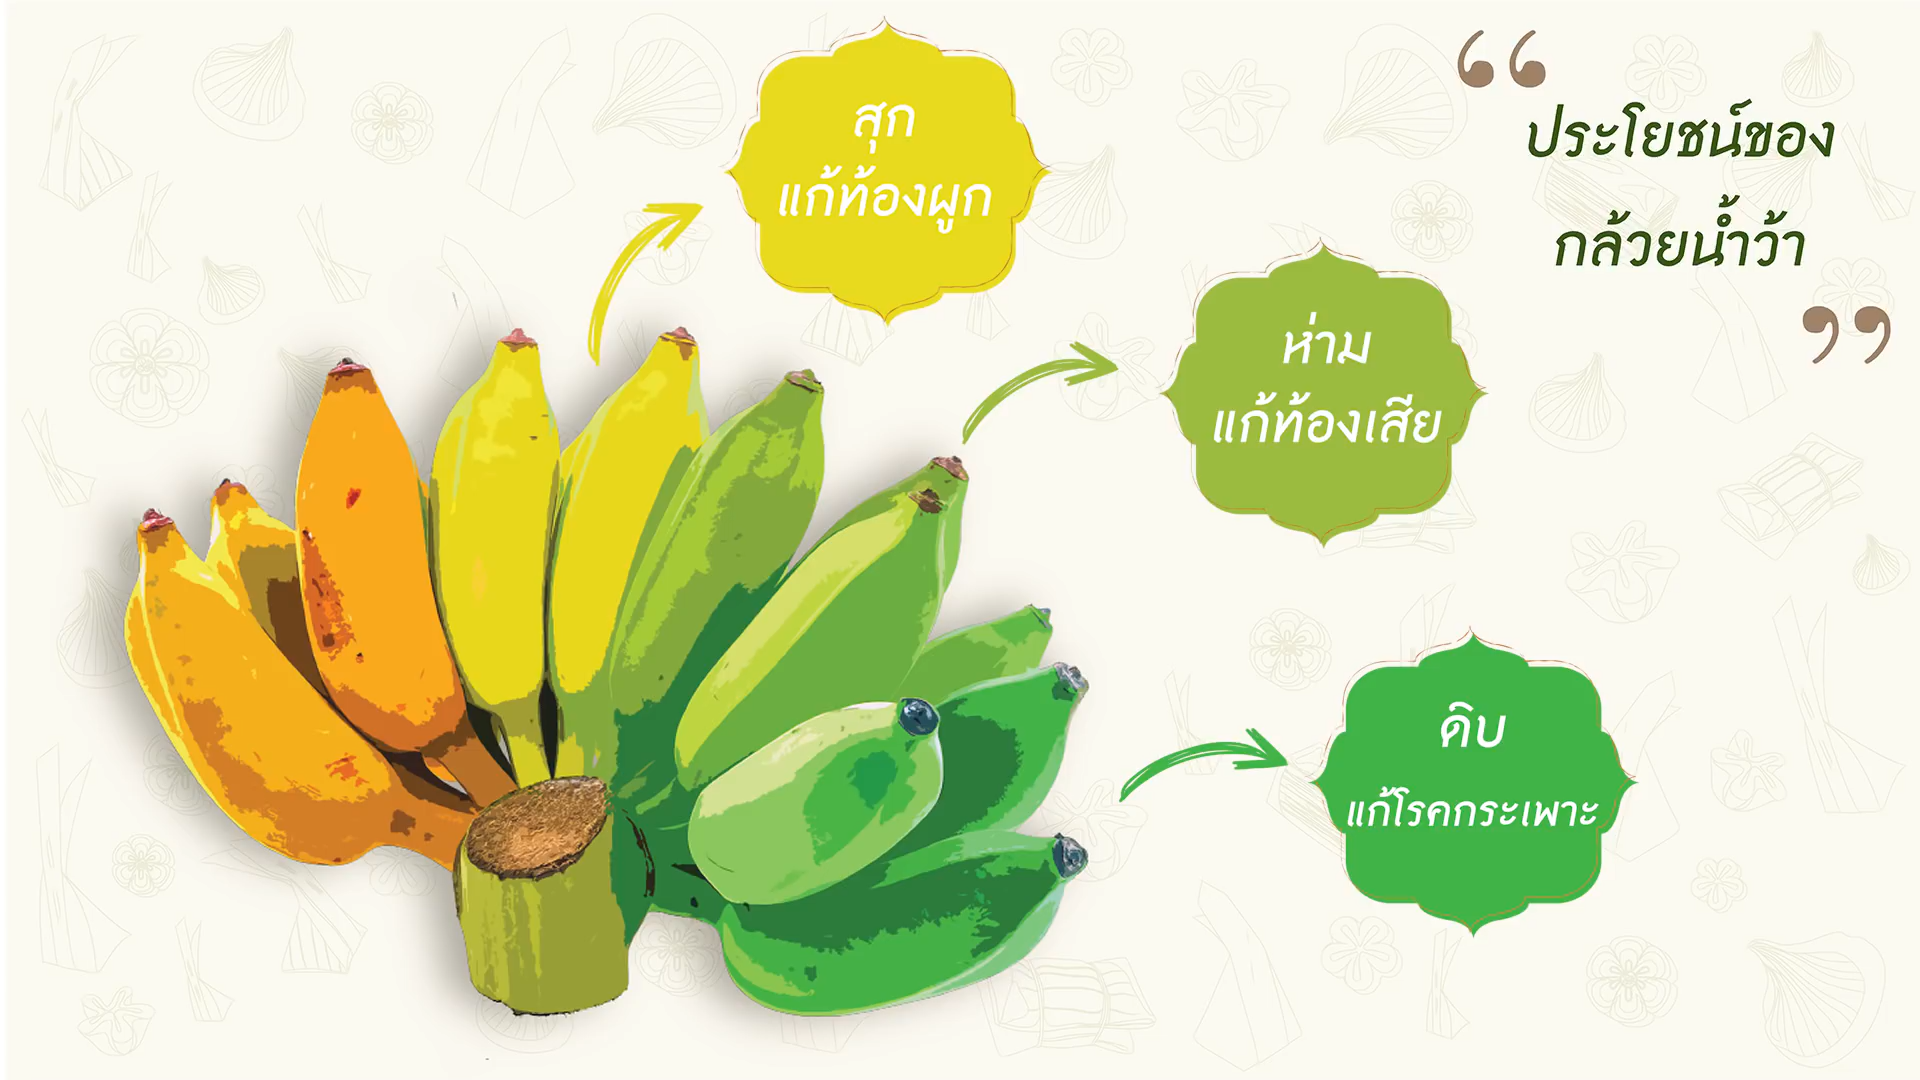 “
ประโยชน์ของ
กล้วยน้ำว้า
”
สุก
แก้ท้องผูก
ห่าม
แก้ท้องเสีย
ดิบ
แก้โรคกระเพาะ